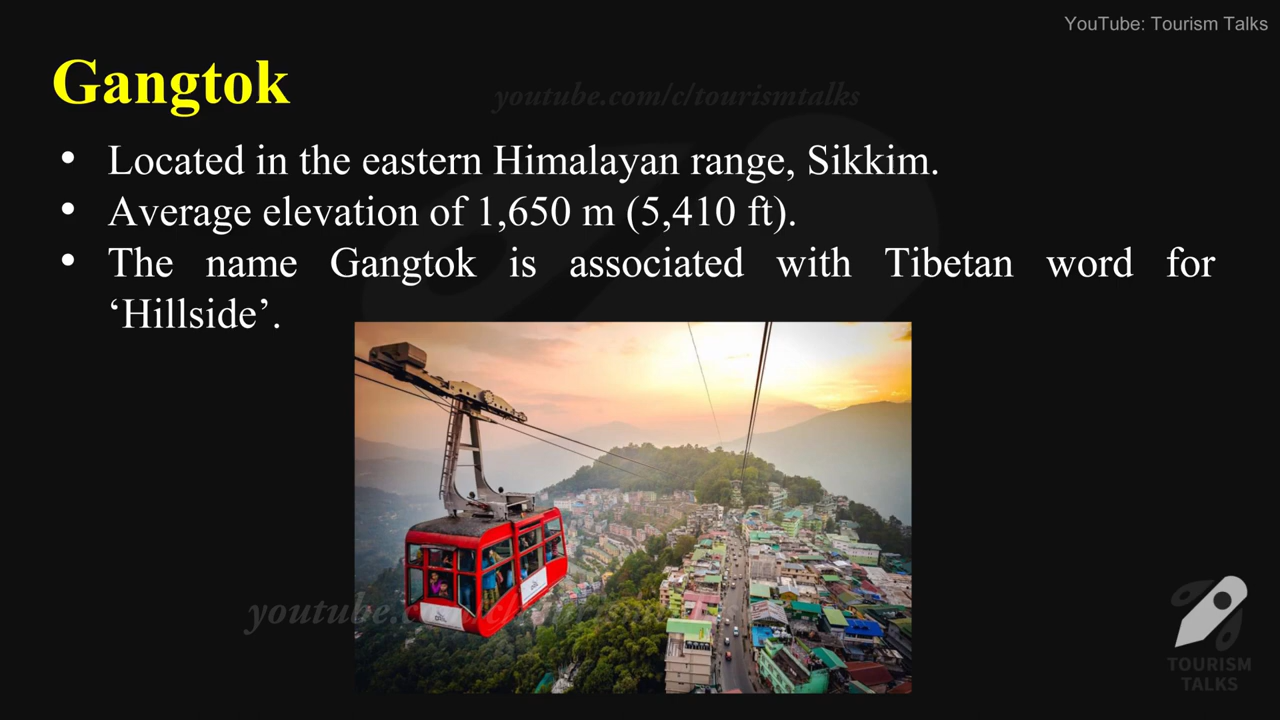 YouTube: Tourism Talks
Gangtok
youtube.com/c/tourismtalks
• Located in the eastern Himalayan range, Sikkim.
• Average elevation of 1,650 m (5,410 ft).
• The name Gangtok is associated with Tibetan word for
‘Hillside’.
TOURISM
TALKS